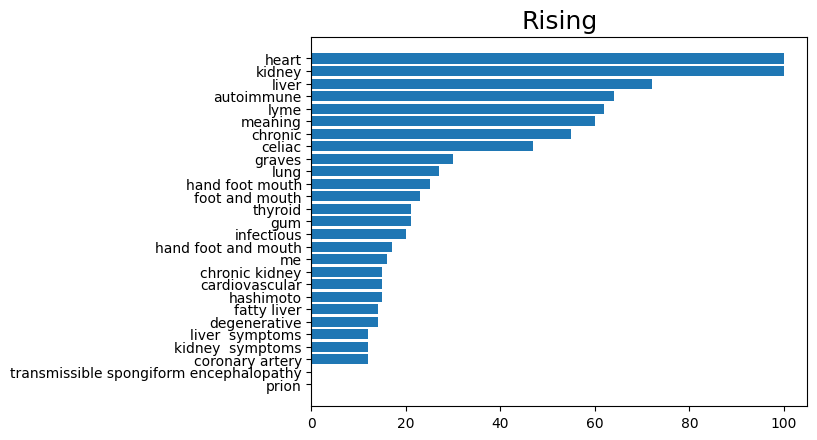 Rising
heart
kidney
liver
autoimmune
lyme
meaning
chronic
celiac
graves
lung
hand foot mouth
foot and mouth
thyroid
gum
infectious
hand foot and mouth
me
chronic kidney
cardiovascular
hashimoto
fatty liver
degenerative
liver  symptoms
kidney  symptoms
coronary artery
transmissible spongiform encephalopathy
prion
0 20 40 60 80 100